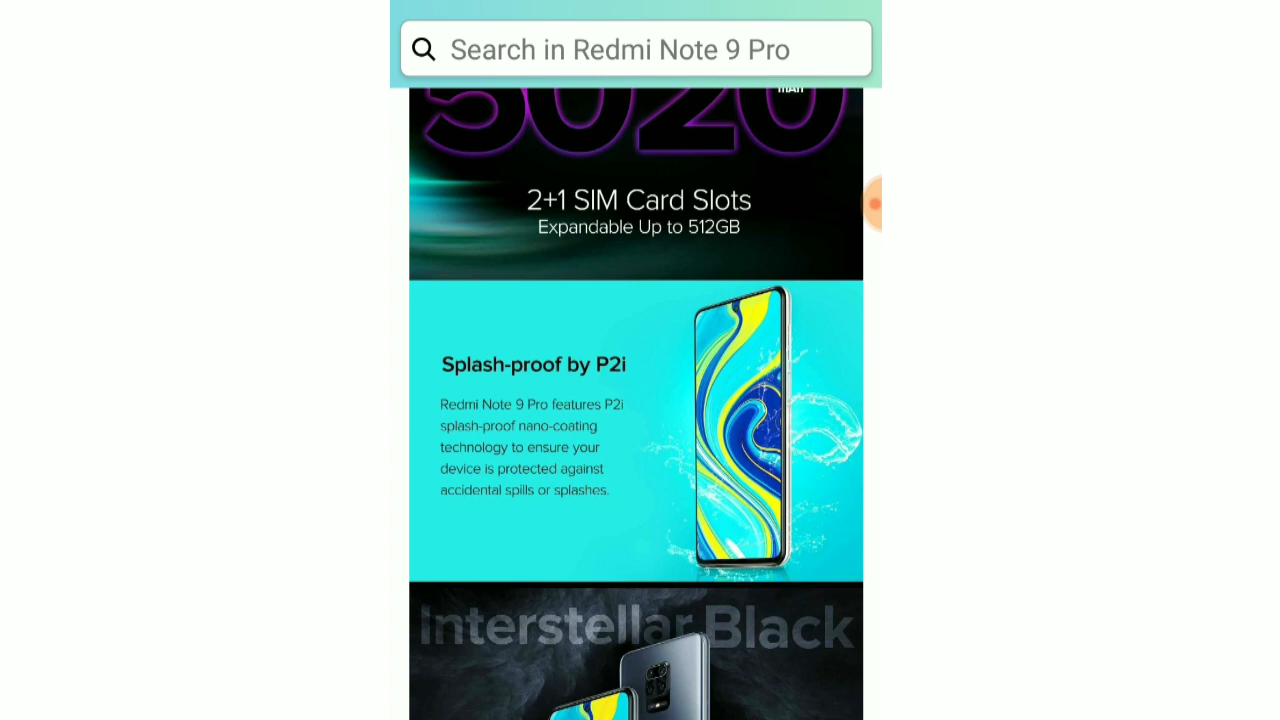 Search in Redmi Note 9 Pro
5020
mAh
2+1 SIM Card Slots
Expandable Up to 512GB
Splash-proof by P2i
Redmi Note 9 Pro features P2i
splash-proof nano-coating
technology to ensure your
device is protected against
accidental spills or splashes.
Interstellar Black